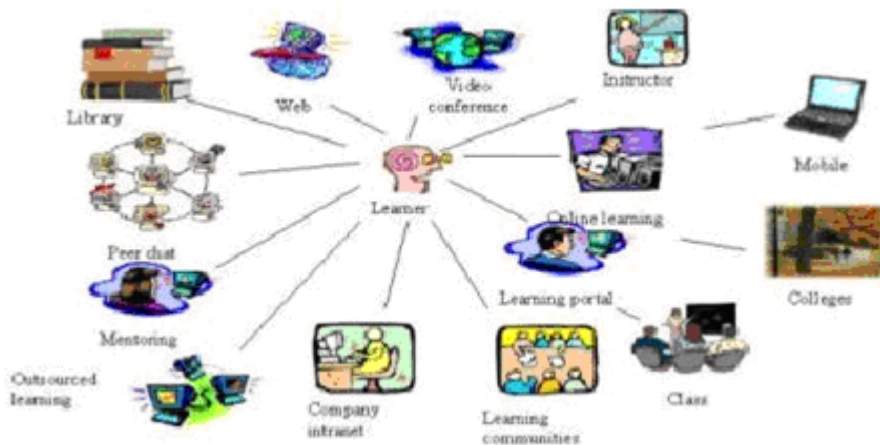 Library
Web
Video
conference
Instructor
Mobile
Peer chat
Learner
Online learning
Mentoring
Learning portal
Colleges
Outsourced
learning
Company
intranet
Learning
communities
Class